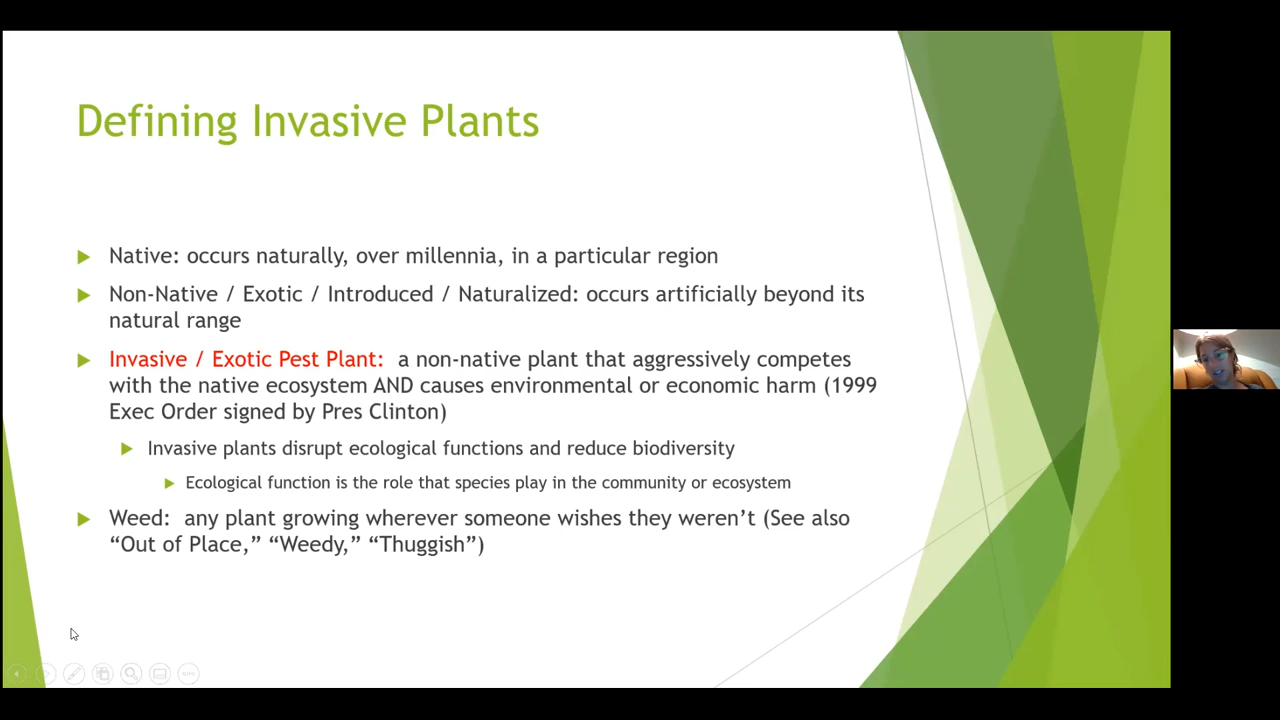 Defining Invasive Plants
Native: occurs naturally, over millennia, in a particular region
Non-Native / Exotic / Introduced / Naturalized: occurs artificially beyond its
natural range
Invasive / Exotic Pest Plant:  a non-native plant that aggressively competes
with the native ecosystem AND causes environmental or economic harm (1999
Exec Order signed by Pres Clinton)
Invasive plants disrupt ecological functions and reduce biodiversity
Ecological function is the role that species play in the community or ecosystem
Weed:  any plant growing wherever someone wishes they weren’t (See also
“Out of Place,” “Weedy,” “Thuggish”)